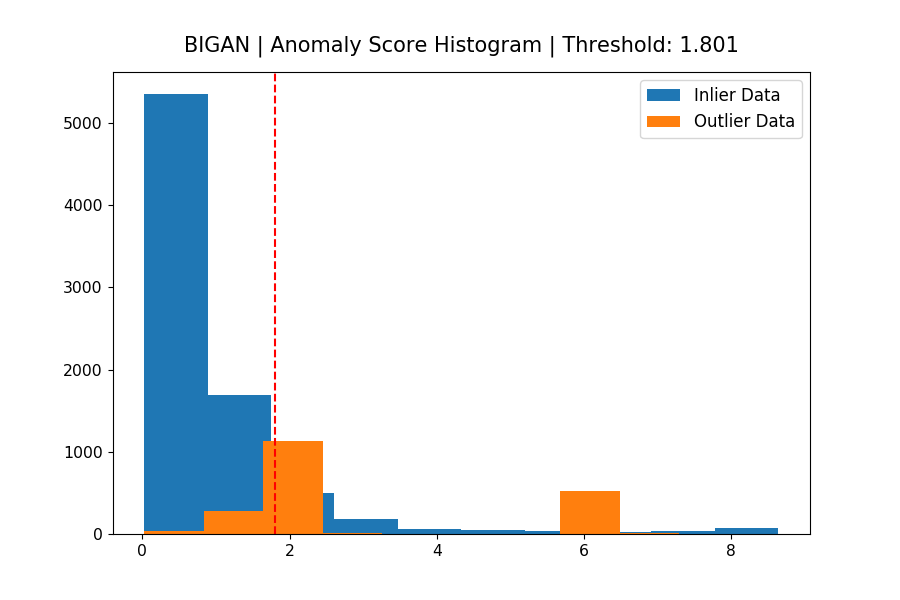 BIGAN | Anomaly Score Histogram | Threshold: 1.801
Inlier Data
Outlier Data
5000
4000
3000
2000
1000
0
0 2 4 6 8